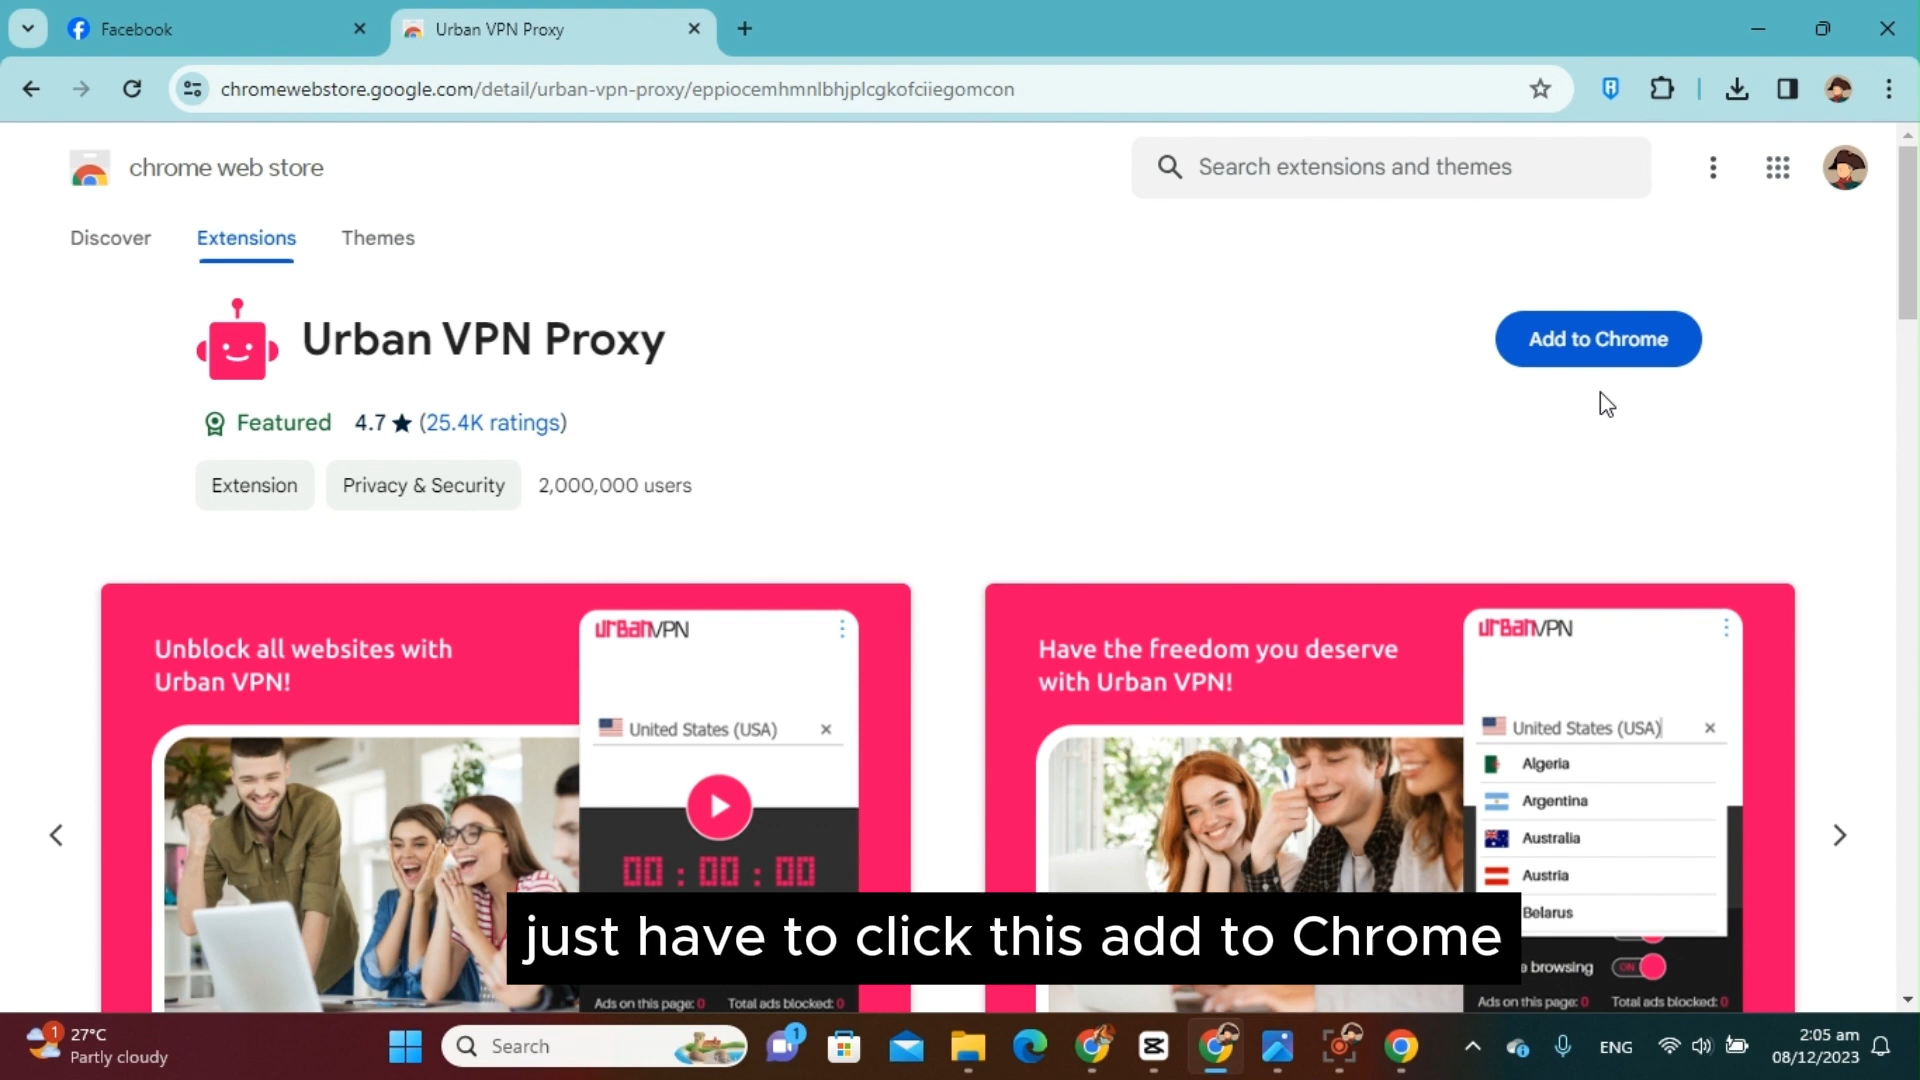 Facebook
Urban VPN Proxy
chromewebstore.google.com/detail/urban-vpn-proxy/eppiocemhmnlbhjplcgkofciiegomcon
chrome web store
Search extensions and themes
Discover
Extensions
Themes
Urban VPN Proxy
Add to Chrome
Featured 4.7 ★ (25.4K ratings)
Extension
Privacy & Security
2,000,000 users
Unblock all websites with
Urban VPN!
urBanVPN
United States (USA)
00 : 00 : 00
Ads on this page: 0 Total ads blocked: 0
Have the freedom you deserve
with Urban VPN!
urBanVPN
United States (USA)
Algeria
Argentina
Australia
Austria
Belarus
browsing
ON
Ads on this page: 0 Total ads blocked: 0
just have to click this add to Chrome
1
27°C
Partly cloudy
Search
1
ENG
2:05 am
08/12/2023